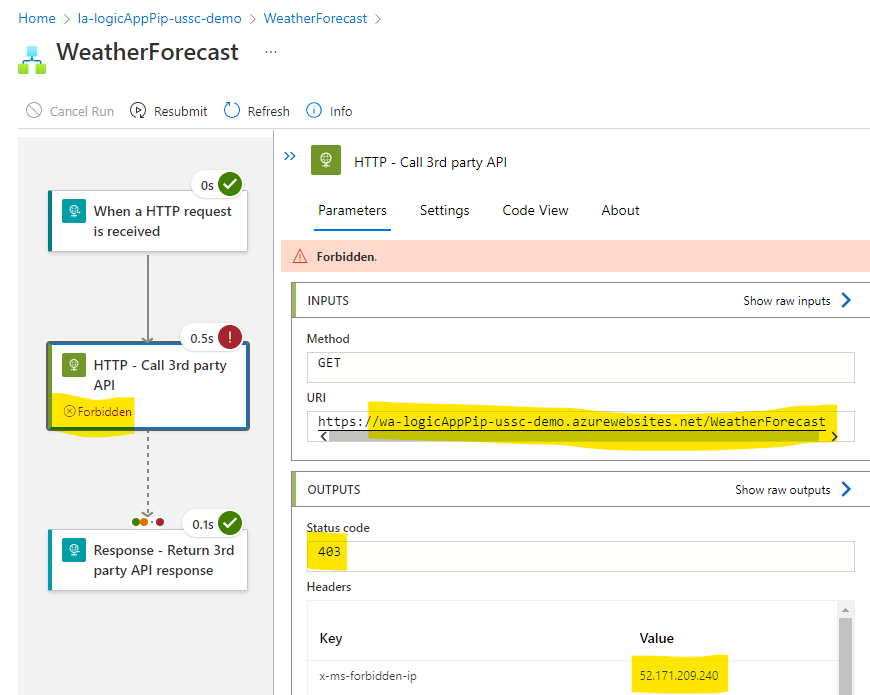 Home > la-logicAppPip-ussc-demo > WeatherForecast >
WeatherForecast ...
Cancel Run Resubmit Refresh Info
0s
When a HTTP request
is received
0.5s
HTTP - Call 3rd party
API
Forbidden
0.1s
Response - Return 3rd
party API response
HTTP - Call 3rd party API
Parameters Settings Code View About
Forbidden.
INPUTS Show raw inputs
Method
GET
URI
https://wa-logicAppPip-ussc-demo.azurewebsites.net/WeatherForecast
OUTPUTS Show raw outputs
Status code
403
Headers
Key Value
x-ms-forbidden-ip 52.171.209.240